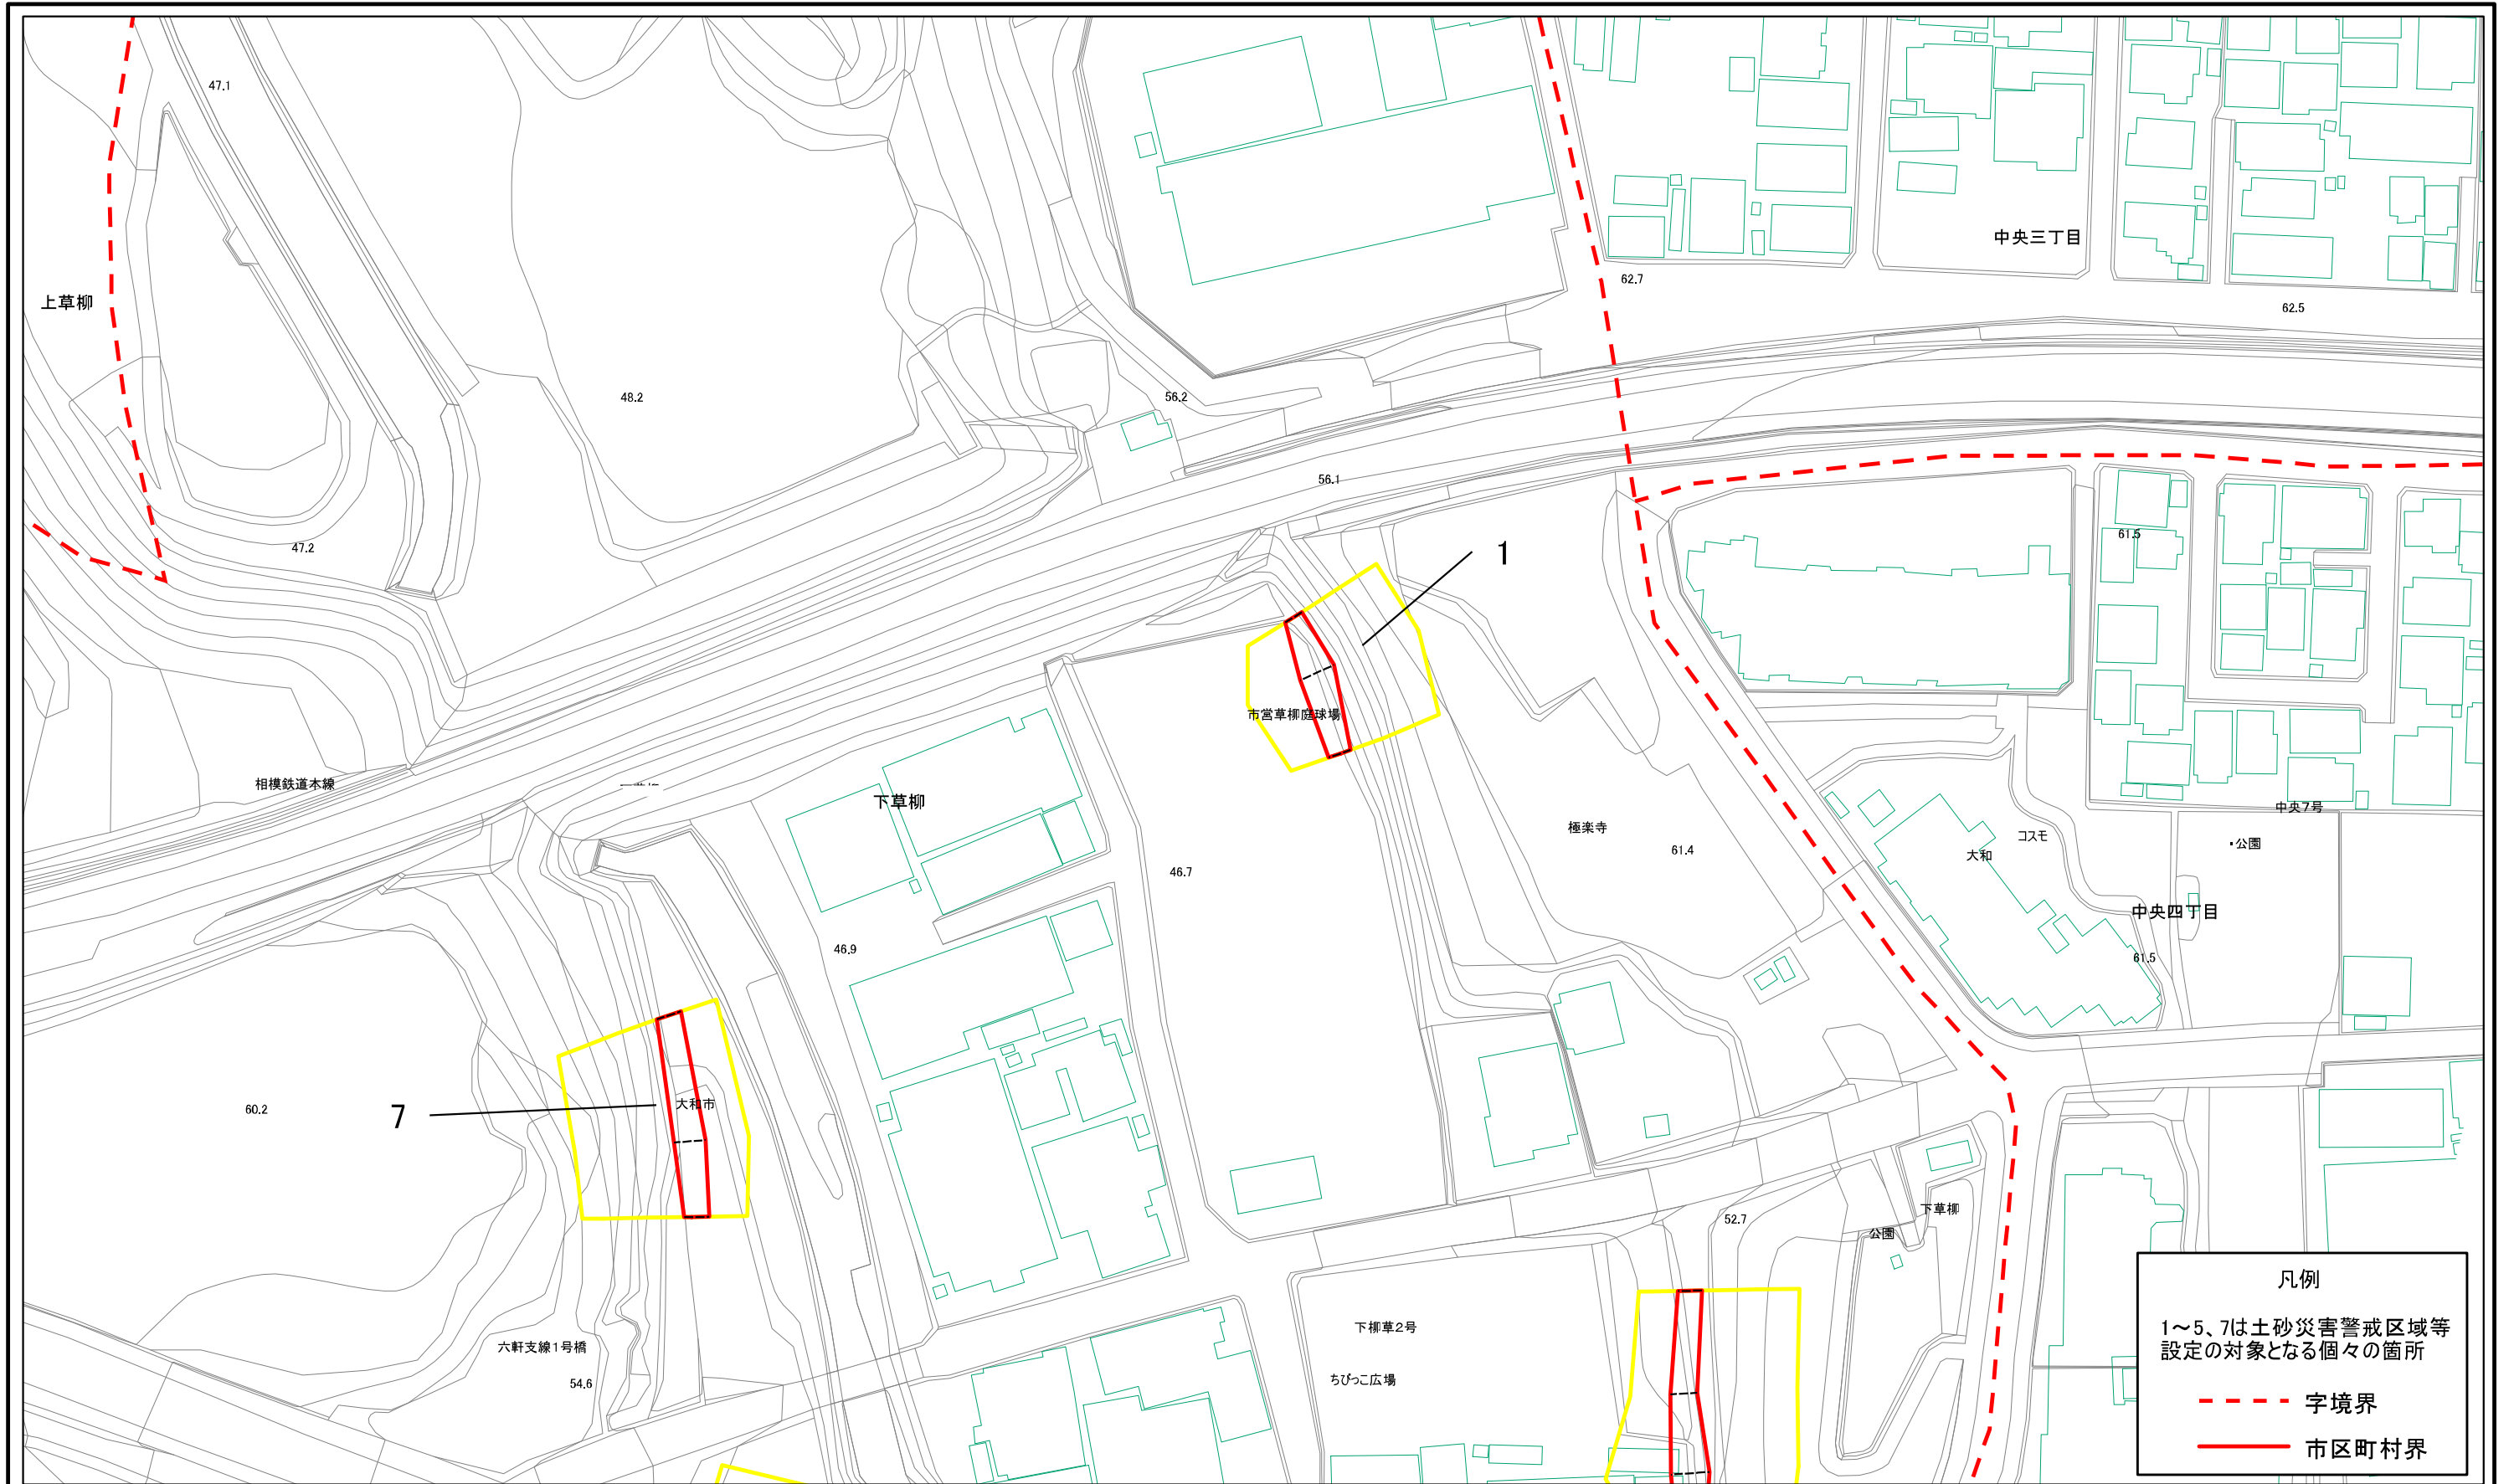 47.1
中央三丁目
62.7
上草柳
62.5
48.2
56.2
56.1
61.5
47.2
1
市営草柳庭球場
相模鉄道本線
下草柳
中央7号
・公園
極楽寺
コスモ
大和
61.4
46.7
中央四丁目
46.9
61.5
60.2
7
大和市
下草柳
公園
52.7
下柳草2号
ちびっこ広場
六軒支線1号橋
54.6
凡例
1~5、7は土砂災害警戒区域等
設定の対象となる個々の箇所
字境界
市区町村界